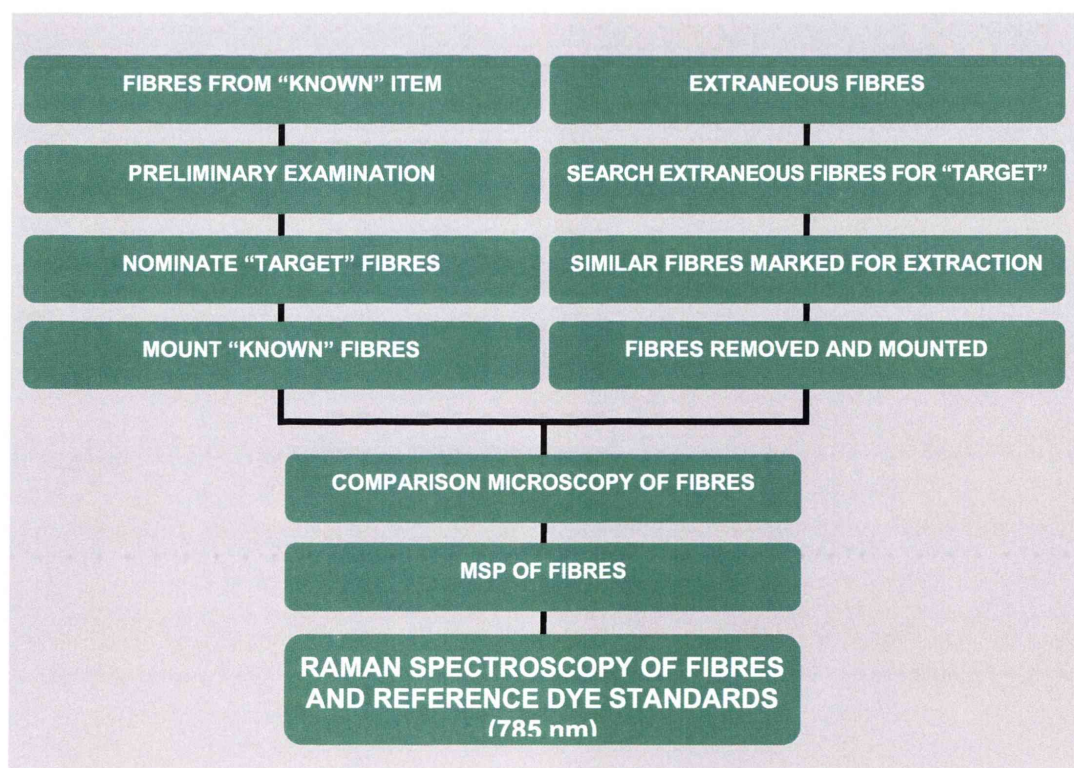 FIBRES FROM “KNOWN” ITEM
PRELIMINARY EXAMINATION
NOMINATE “TARGET” FIBRES
MOUNT “KNOWN” FIBRES
EXTRANEOUS FIBRES
SEARCH EXTRANEOUS FIBRES FOR “TARGET”
SIMILAR FIBRES MARKED FOR EXTRACTION
FIBRES REMOVED AND MOUNTED
COMPARISON MICROSCOPY OF FIBRES
MSP OF FIBRES
RAMAN SPECTROSCOPY OF FIBRES
AND REFERENCE DYE STANDARDS
(785 nm)